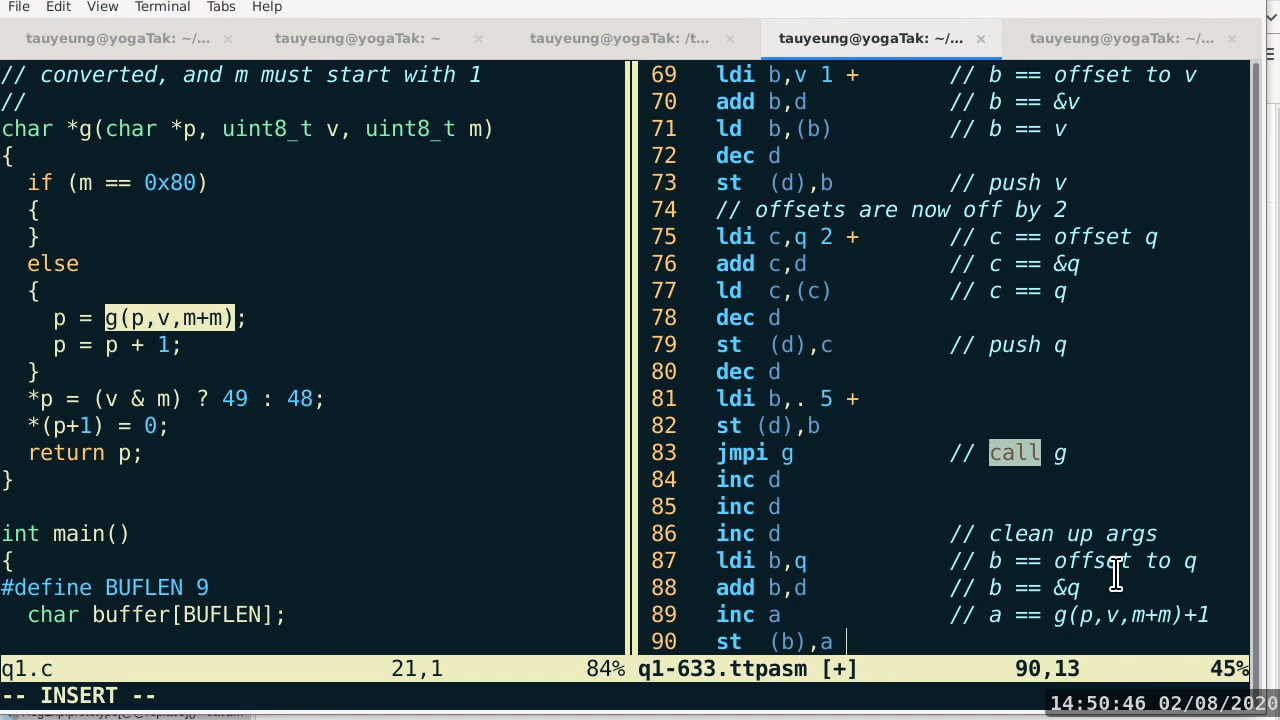 File Edit View Terminal Tabs Help
tauyeung@yogaTak: ~/... × tauyeung@yogaTak: ~ × tauyeung@yogaTak: /t... × tauyeung@yogaTak: ~/... × tauyeung@yogaTak: ~/... ×
// converted, and m must start with 1
//
char *g(char *p, uint8_t v, uint8_t m)
{
if (m == 0x80)
{
}
else
{
p = g(p,v,m+m);
p = p + 1;
}
*p = (v & m) ? 49 : 48;
*(p+1) = 0;
return p;
}
int main()
{
#define BUFLEN 9
char buffer[BUFLEN];
q1.c 21,1 84%
69 ldi b,v 1 + // b == offset to v
70 add b,d // b == &v
71 ld b,(b) // b == v
72 dec d
73 st (d),b // push v
74 // offsets are now off by 2
75 ldi c,q 2 + // c == offset q
76 add c,d // c == &q
77 ld c,(c) // c == q
78 dec d
79 st (d),c // push q
80 dec d
81 ldi b,. 5 +
82 st (d),b
83 jmpi g // call g
84 inc d
85 inc d
86 inc d // clean up args
87 ldi b,q // b == offset to q
88 add b,d // b == &q
89 inc a // a == g(p,v,m+m)+1
90 st (b),a
q1-633.ttpasm [+] 90,13 45%
-- INSERT --
14:50:46 02/08/2020